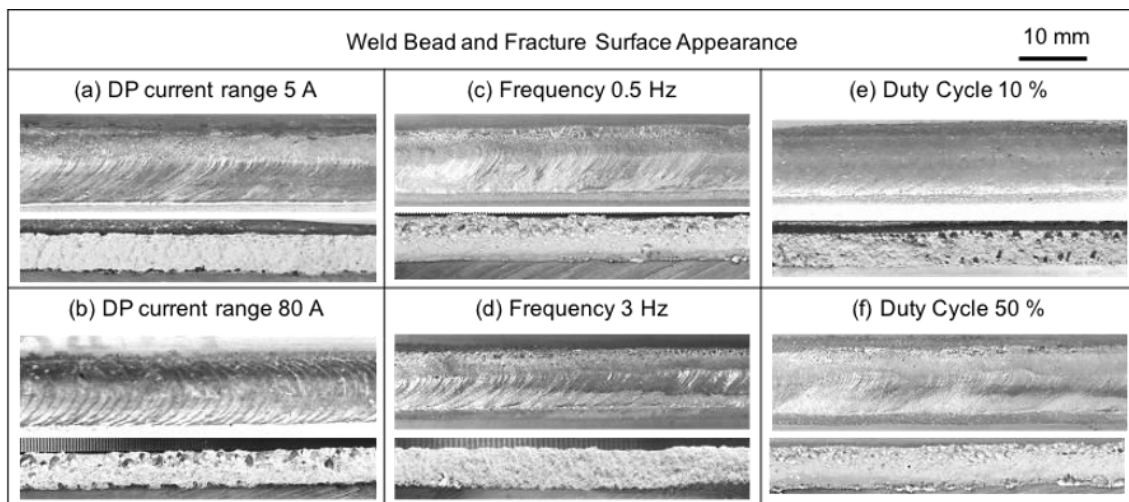 Weld Bead and Fracture Surface Appearance
10 mm
(a) DP current range 5 A
(c) Frequency 0.5 Hz
(e) Duty Cycle 10 %
(b) DP current range 80 A
(d) Frequency 3 Hz
(f) Duty Cycle 50 %